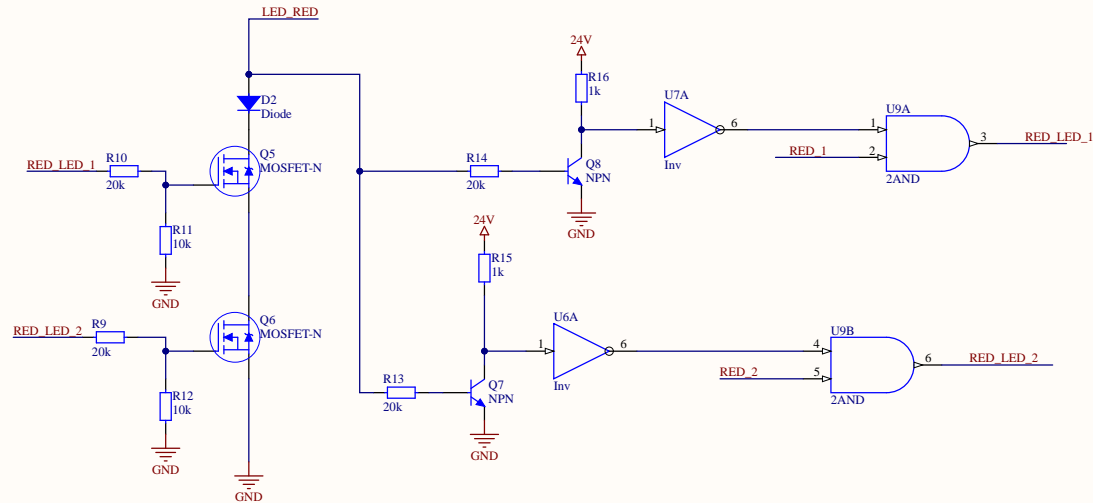 LED_RED
D2
Diode
Q5
MOSFET-N
RED_LED_1
R10
20k
R11
10k
GND
RED_LED_2
R9
20k
Q6
MOSFET-N
R12
10k
GND
GND
R14
20k
24V
R16
1k
Q8
NPN
GND
1
U7A
6
Inv
RED_1
1
2
U9A
3
2AND
RED_LED_1
24V
R15
1k
R13
20k
Q7
NPN
GND
1
U6A
6
Inv
RED_2
4
5
U9B
6
2AND
RED_LED_2